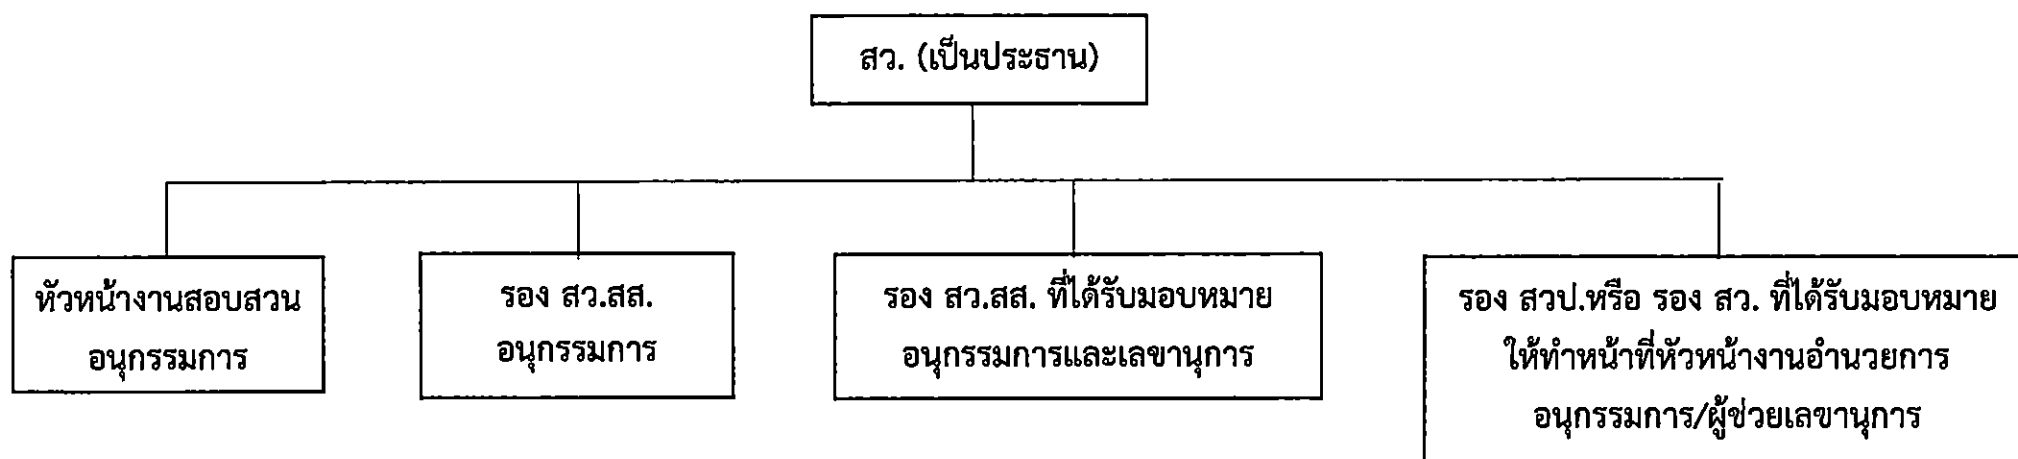 สว. (เป็นประธาน)
หัวหน้างานสอบสวน
อนุกรรมการ
รอง สว.สส.
อนุกรรมการ
รอง สว.สส. ที่ได้รับมอบหมาย
อนุกรรมการและเลขานุการ
รอง สวป.หรือ รอง สว. ที่ได้รับมอบหมาย
ให้ทำหน้าที่หัวหน้างานอำนวยการ
อนุกรรมการ/ผู้ช่วยเลขานุการ